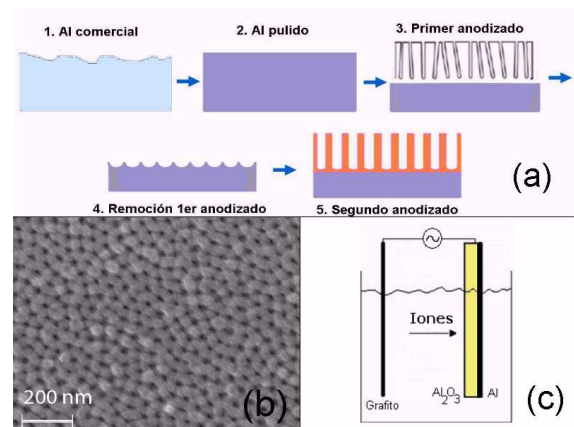 1. Al comercial
2. Al pulido
3. Primer anodizado
4. Remoción 1er anodizado
5. Segundo anodizado
(a)
200 nm
(b)
Iones
Grafito
Al2O3
Al
(c)